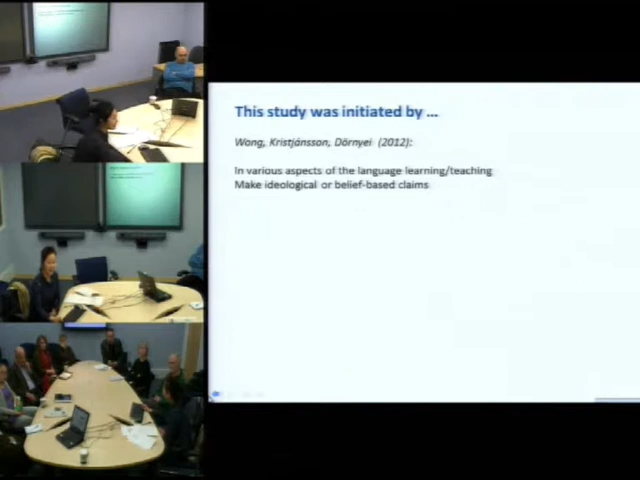 This study was initiated by ...
Wong, Kristjánsson, Dörnyei (2012):
In various aspects of the language learning/teaching
Make ideological or belief-based claims